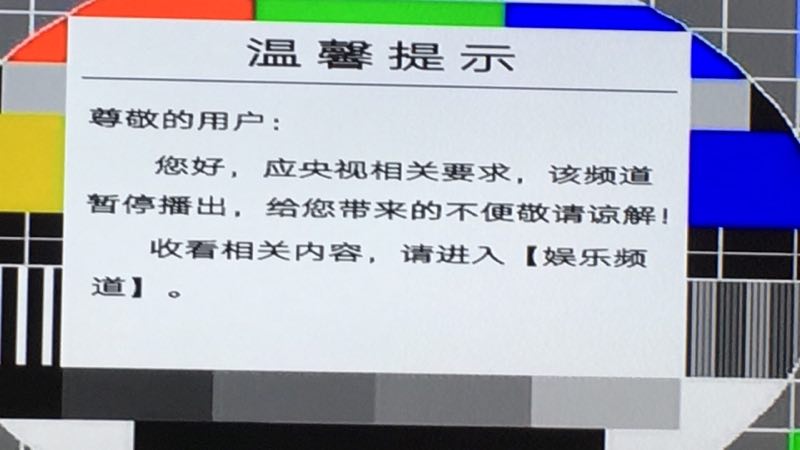 温馨提示
尊敬的用户：
您好，应央视相关要求，该频道
暂停播出，给您带来的不便敬请谅解！
收看相关内容，请进入【娱乐频
道】。